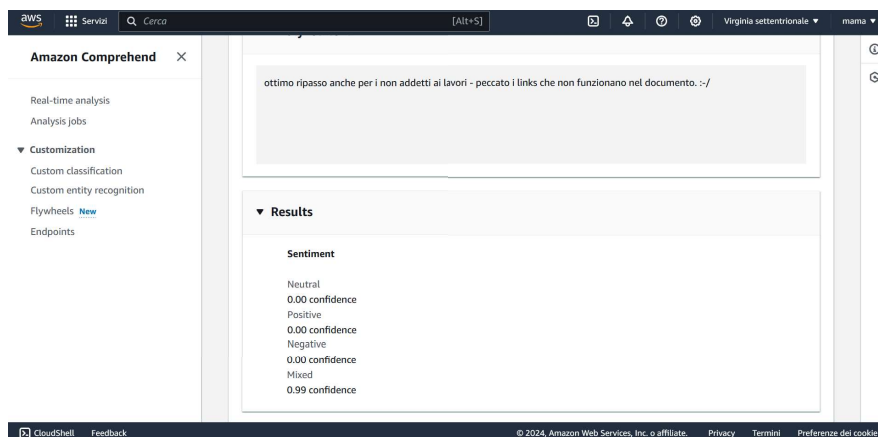 aws
Servizi
Cerca
[Alt+S]
Virginia settentrionale
mama
Amazon Comprehend
Real-time analysis
Analysis jobs
Customization
Custom classification
Custom entity recognition
Flywheels New
Endpoints
ottimo ripasso anche per i non addetti ai lavori - peccato i links che non funzionano nel documento. :-/
Results
Sentiment
Neutral
0.00 confidence
Positive
0.00 confidence
Negative
0.00 confidence
Mixed
0.99 confidence
CloudShell Feedback
© 2024, Amazon Web Services, Inc. o affiliate. Privacy Termini Preferenze dei cookie